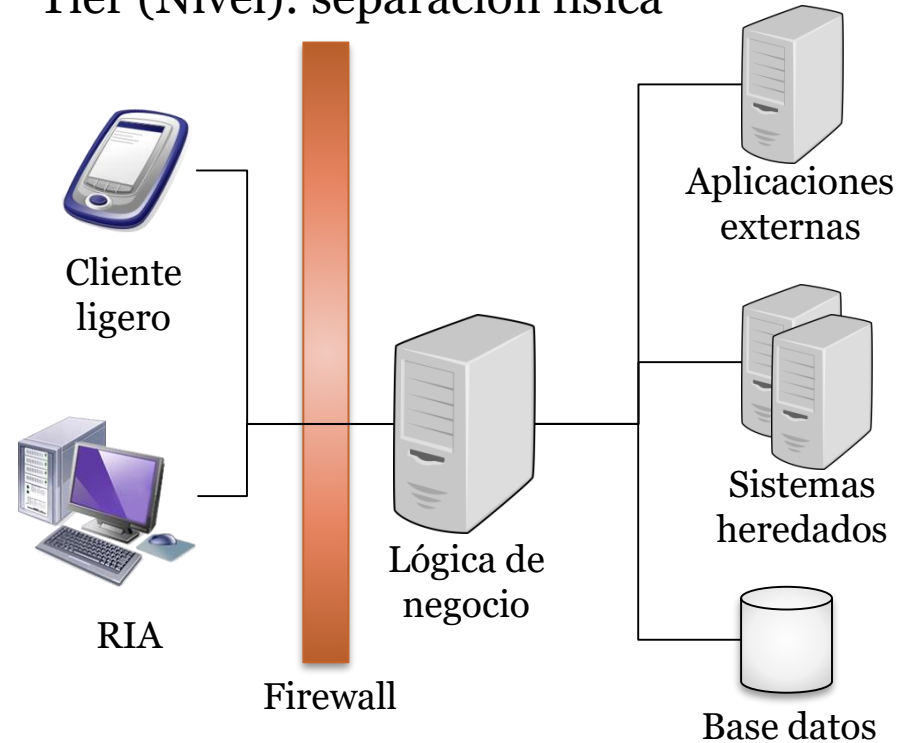 Tier (Nivel): separación física
Cliente
ligero
RIA
Firewall
Lógica de
negocio
Aplicaciones
externas
Sistemas
heredados
Base datos